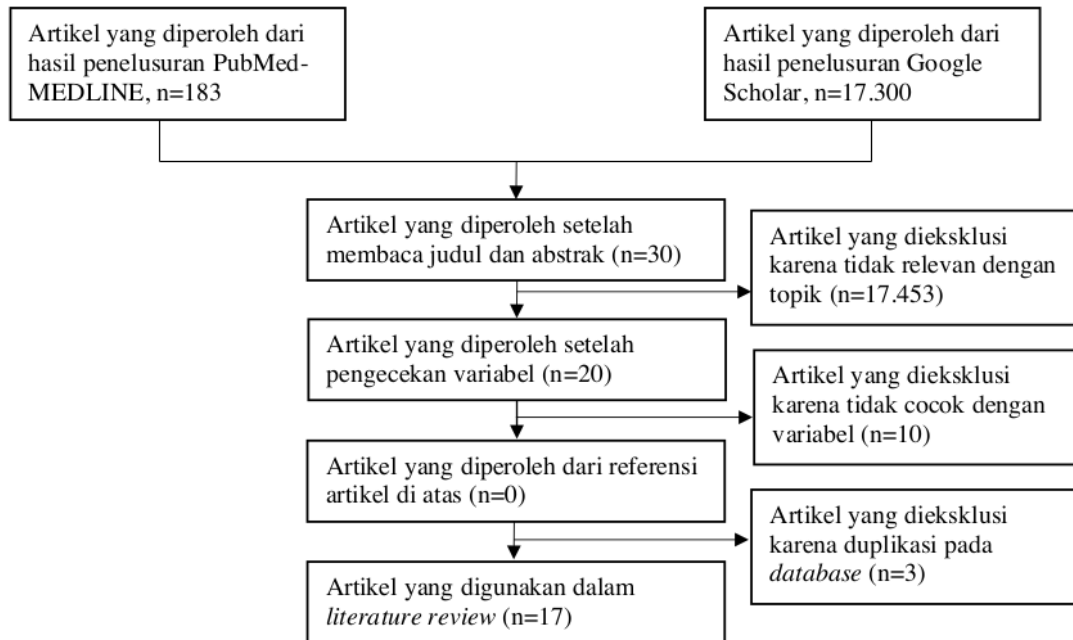 Artikel yang diperoleh dari
hasil penelusuran PubMed-
MEDLINE, n=183
Artikel yang diperoleh dari
hasil penelusuran Google
Scholar, n=17.300
Artikel yang diperoleh setelah
membaca judul dan abstrak (n=30)
Artikel yang dieksklusi
karena tidak relevan dengan
topik (n=17.453)
Artikel yang diperoleh setelah
pengecekan variabel (n=20)
Artikel yang dieksklusi
karena tidak cocok dengan
variabel (n=10)
Artikel yang diperoleh dari referensi
artikel di atas (n=0)
Artikel yang dieksklusi
karena duplikasi pada
database (n=3)
Artikel yang digunakan dalam
literature review (n=17)